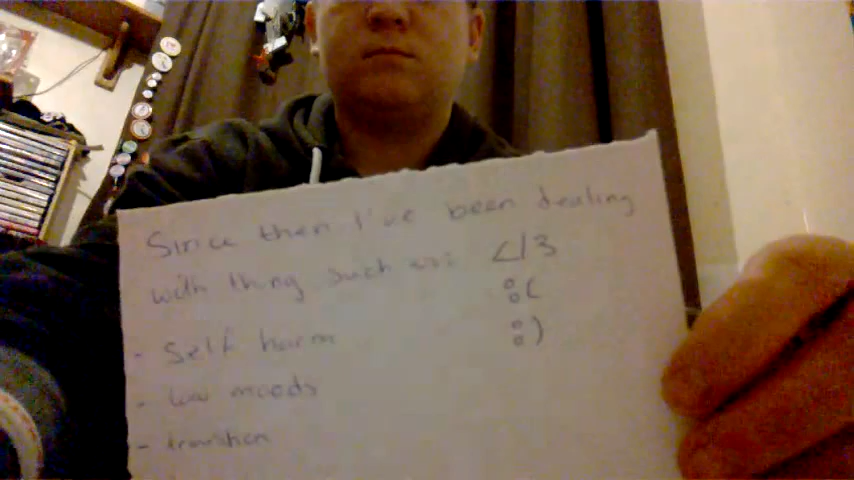 Since then I've been dealing
with thing such as: </3
- Self harm :(
- low moods :)
- transition